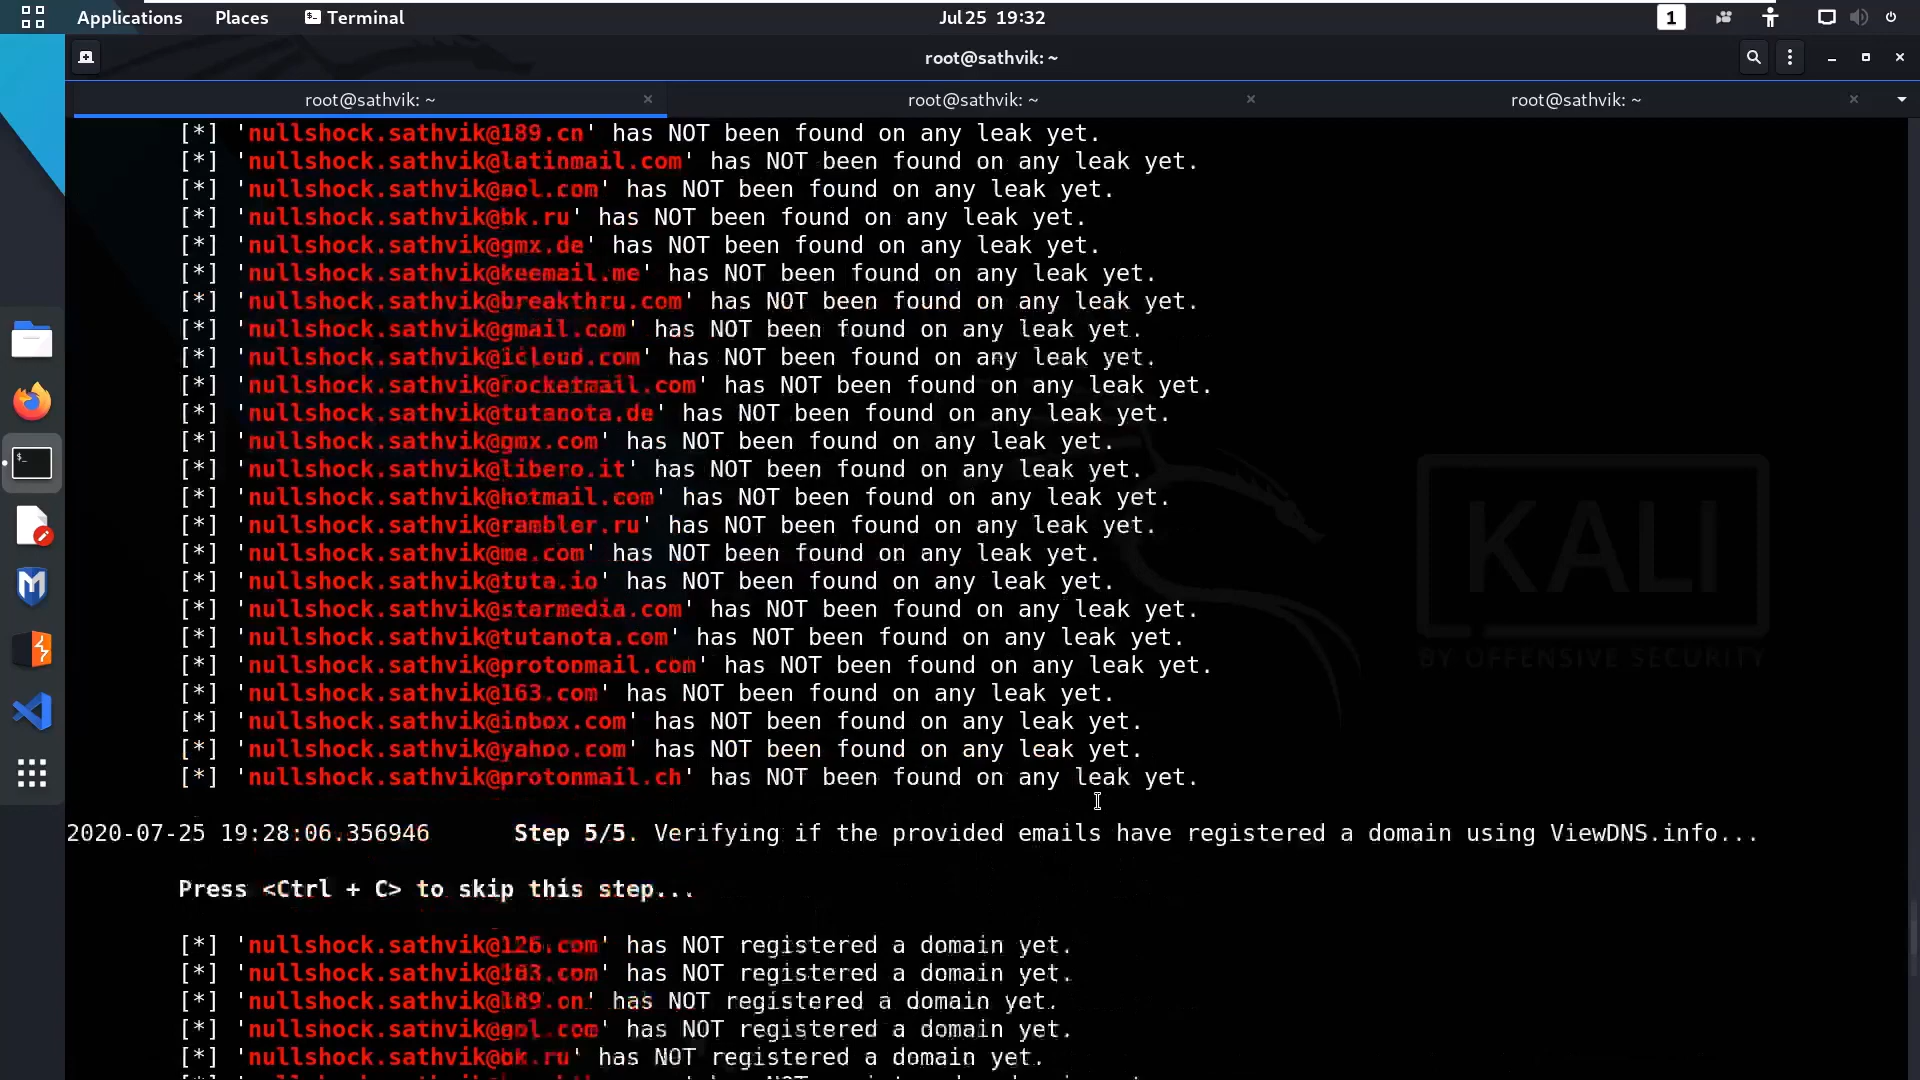 Applications Places Terminal Jul 25 19:32 1
root@sathvik: ~
root@sathvik: ~ root@sathvik: ~ root@sathvik: ~
[*] 'nullshock.sathvik@189.cn' has NOT been found on any leak yet.
[*] 'nullshock.sathvik@latinmail.com' has NOT been found on any leak yet.
[*] 'nullshock.sathvik@aol.com' has NOT been found on any leak yet.
[*] 'nullshock.sathvik@bk.ru' has NOT been found on any leak yet.
[*] 'nullshock.sathvik@gmx.de' has NOT been found on any leak yet.
[*] 'nullshock.sathvik@keemail.me' has NOT been found on any leak yet.
[*] 'nullshock.sathvik@breakthru.com' has NOT been found on any leak yet.
[*] 'nullshock.sathvik@gmail.com' has NOT been found on any leak yet.
[*] 'nullshock.sathvik@icloud.com' has NOT been found on any leak yet.
[*] 'nullshock.sathvik@rocketmail.com' has NOT been found on any leak yet.
[*] 'nullshock.sathvik@tutanota.de' has NOT been found on any leak yet.
[*] 'nullshock.sathvik@gmx.com' has NOT been found on any leak yet.
[*] 'nullshock.sathvik@libero.it' has NOT been found on any leak yet.
[*] 'nullshock.sathvik@hotmail.com' has NOT been found on any leak yet.
[*] 'nullshock.sathvik@rambler.ru' has NOT been found on any leak yet.
[*] 'nullshock.sathvik@me.com' has NOT been found on any leak yet.
[*] 'nullshock.sathvik@tuta.io' has NOT been found on any leak yet.
[*] 'nullshock.sathvik@starmedia.com' has NOT been found on any leak yet.
[*] 'nullshock.sathvik@tutanota.com' has NOT been found on any leak yet.
[*] 'nullshock.sathvik@protonmail.com' has NOT been found on any leak yet.
[*] 'nullshock.sathvik@163.com' has NOT been found on any leak yet.
[*] 'nullshock.sathvik@inbox.com' has NOT been found on any leak yet.
[*] 'nullshock.sathvik@yahoo.com' has NOT been found on any leak yet.
[*] 'nullshock.sathvik@protonmail.ch' has NOT been found on any leak yet.
KALI
BY OFFENSIVE SECURITY
2020-07-25 19:28:06.356946 Step 5/5. Verifying if the provided emails have registered a domain using ViewDNS.info...
Press <Ctrl + C> to skip this step...
[*] 'nullshock.sathvik@126.com' has NOT registered a domain yet.
[*] 'nullshock.sathvik@163.com' has NOT registered a domain yet.
[*] 'nullshock.sathvik@189.cn' has NOT registered a domain yet.
[*] 'nullshock.sathvik@aol.com' has NOT registered a domain yet.
[*] 'nullshock.sathvik@bk.ru' has NOT registered a domain yet.